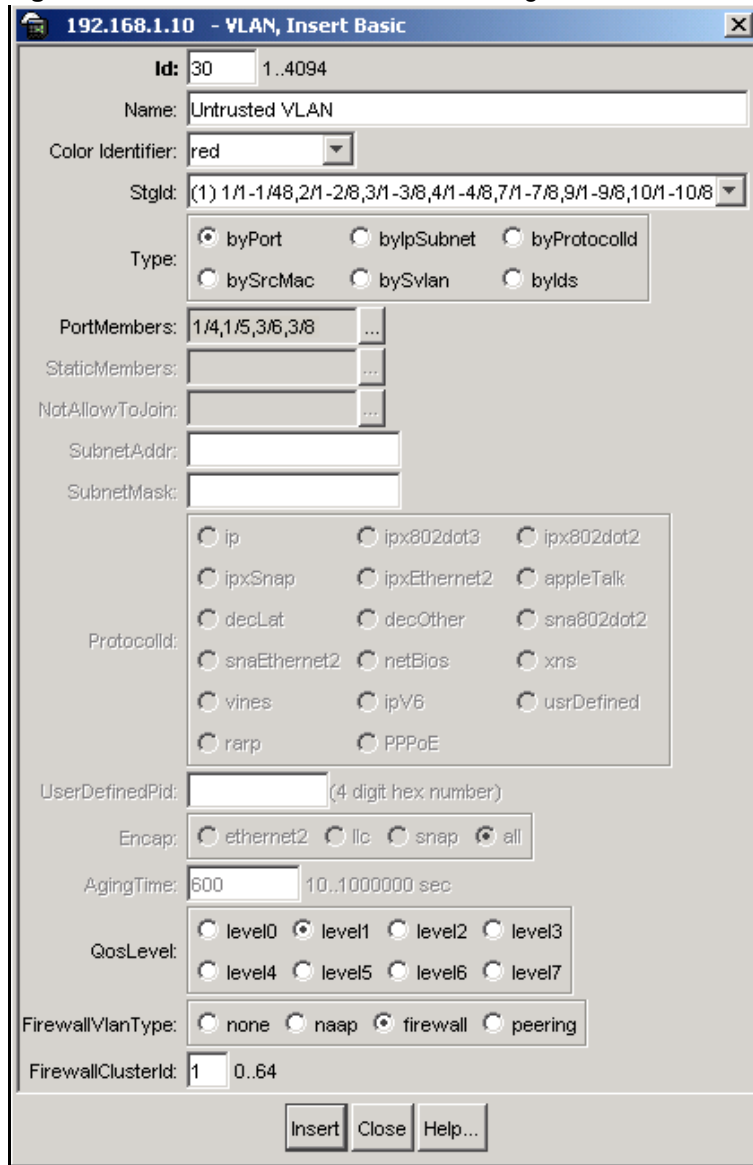 192.168.1.10 - VLAN, Insert Basic
Id: 30 1..4094
Name: Untrusted VLAN
Color Identifier: red
StgId: (1) 1/1-1/48,2/1-2/8,3/1-3/8,4/1-4/8,7/1-7/8,9/1-9/8,10/1-10/8
Type:
byPort byIpSubnet byProtocolId
bySrcMac bySvlan byIds
PortMembers: 1/4,1/5,3/6,3/8 ...
StaticMembers: ...
NotAllowToJoin: ...
SubnetAddr:
SubnetMask:
ProtocolId:
ip ipx802dot3 ipx802dot2
ipxSnap ipxEthernet2 appleTalk
decLat decOther sna802dot2
snaEthernet2 netBios xns
vines ipV6 usrDefined
rarp PPPoE
UserDefinedPid: (4 digit hex number)
Encap: ethernet2 llc snap all
AgingTime: 600 10..1000000 sec
QosLevel:
level0 level1 level2 level3
level4 level5 level6 level7
FirewallVlanType: none naap firewall peering
FirewallClusterId: 1 0..64
Insert Close Help...